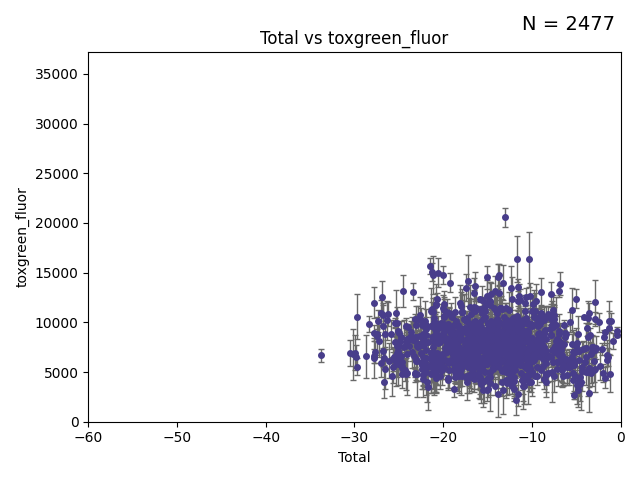 N = 2477
Total vs toxgreen_fluor
toxgreen_fluor
35000
30000
25000
20000
15000
10000
5000
0
−60 −50 −40 −30 −20 −10 0
Total